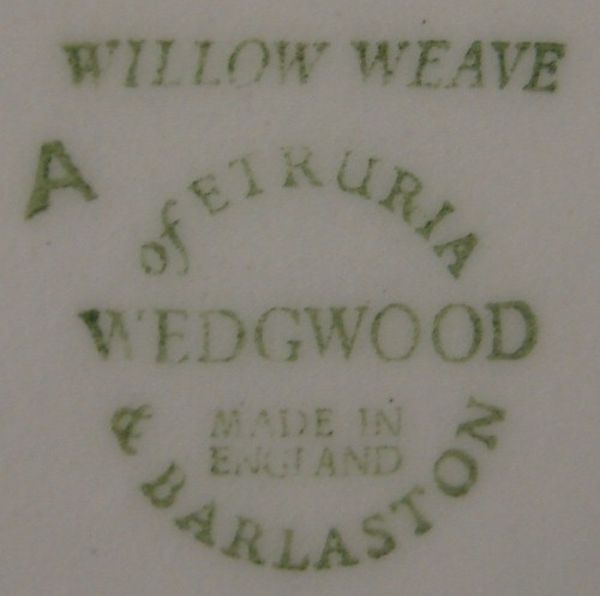 WILLOW WEAVE
A
of ETRURIA
WEDGWOOD
MADE IN
ENGLAND
& BARLASTON